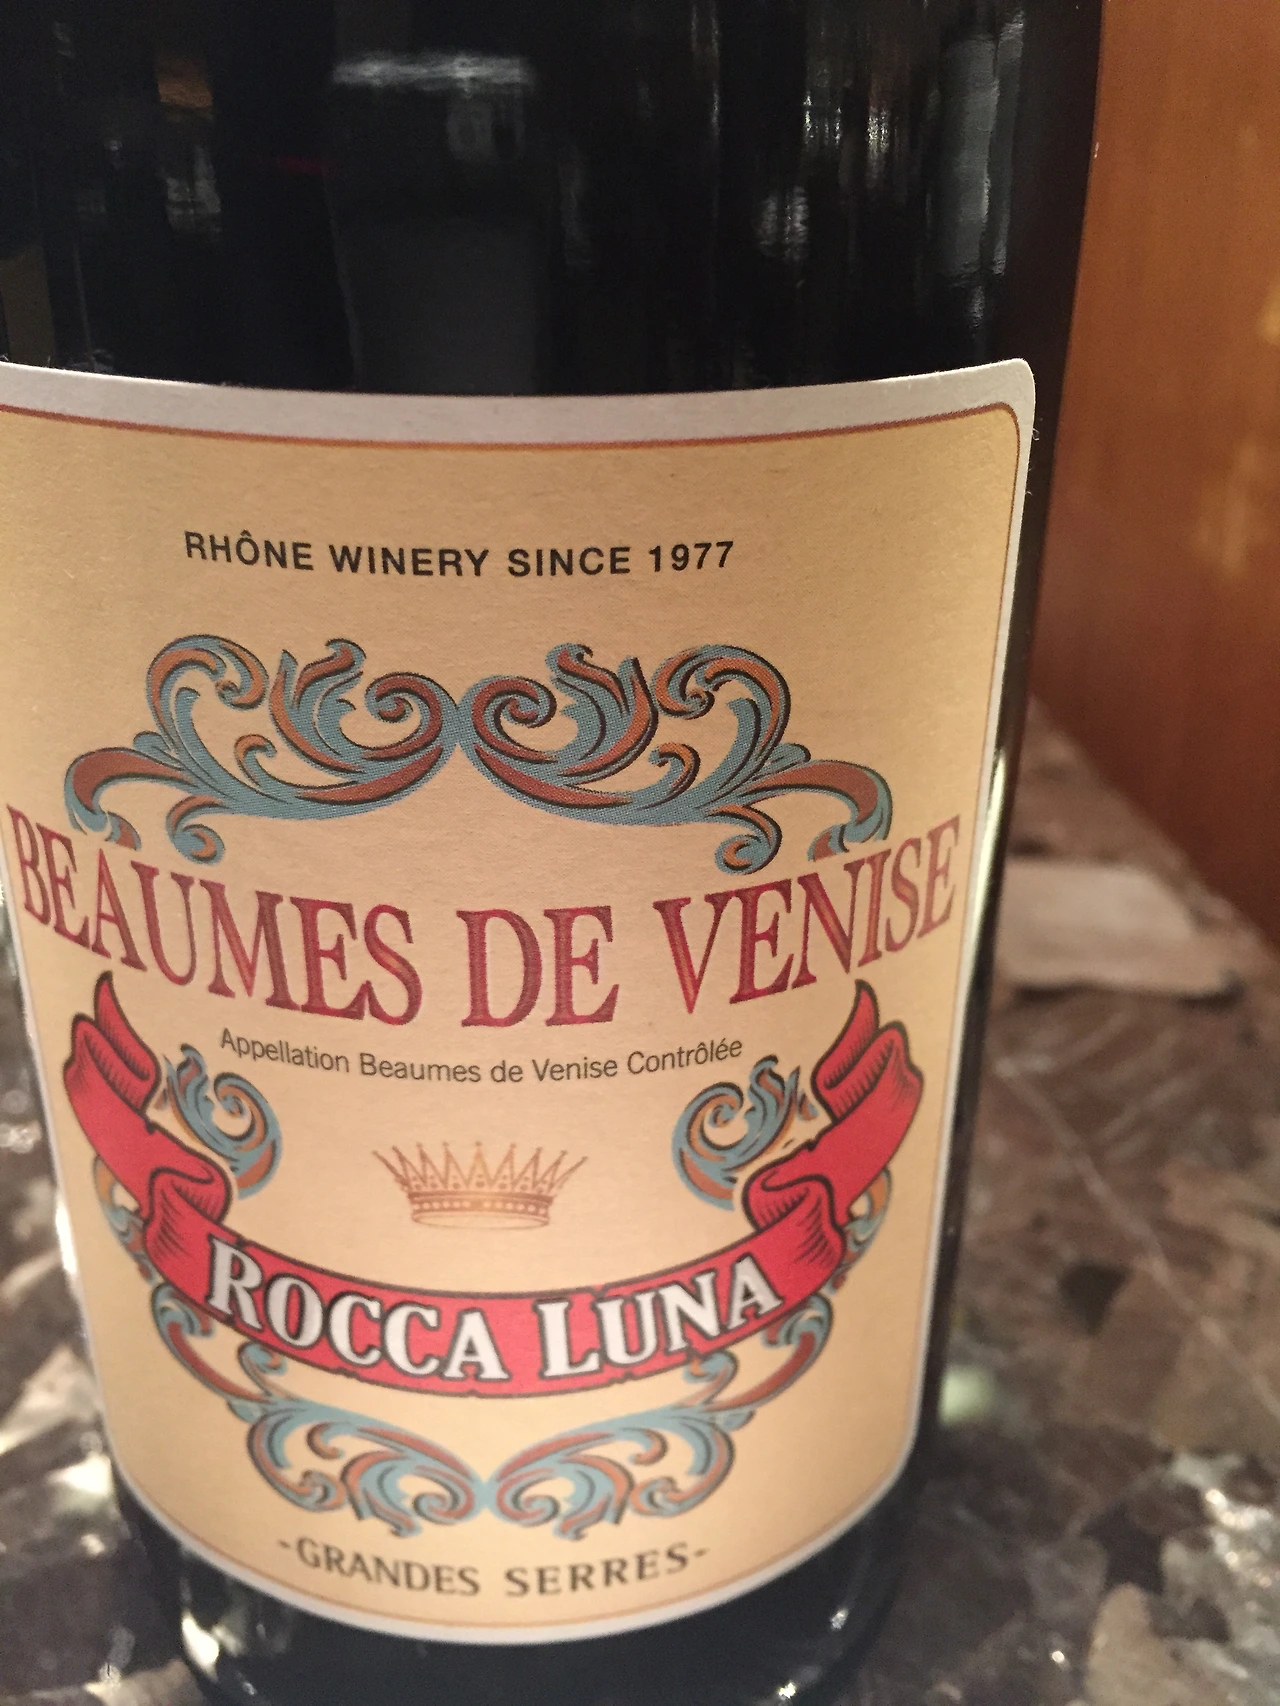 RHÔNE WINERY SINCE 1977
BEAUMES DE VENISE
Appellation Beaumes de Venise Contrôlée
ROCCA LUNA
-GRANDES SERRES-